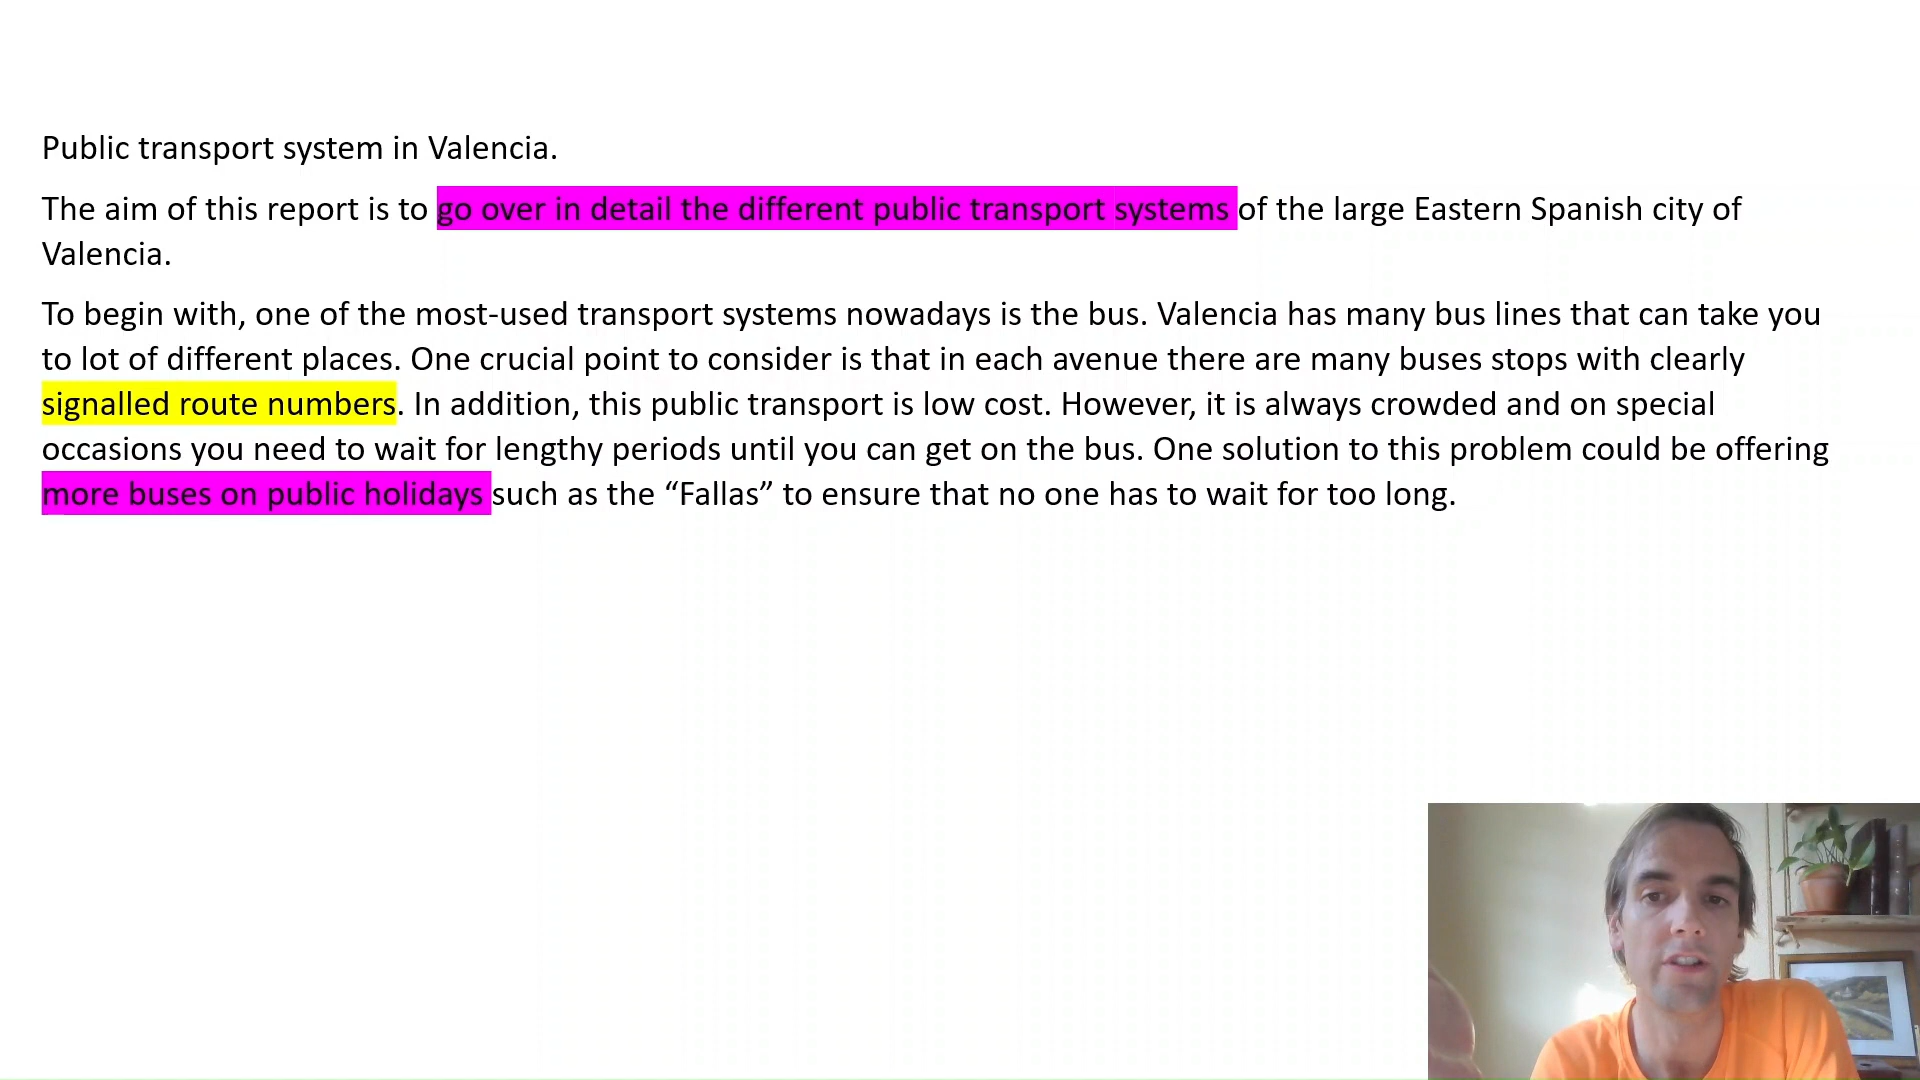 Public transport system in Valencia.
The aim of this report is to go over in detail the different public transport systems of the large Eastern Spanish city of
Valencia.
To begin with, one of the most-used transport systems nowadays is the bus. Valencia has many bus lines that can take you
to lot of different places. One crucial point to consider is that in each avenue there are many buses stops with clearly
signalled route numbers. In addition, this public transport is low cost. However, it is always crowded and on special
occasions you need to wait for lengthy periods until you can get on the bus. One solution to this problem could be offering
more buses on public holidays such as the “Fallas” to ensure that no one has to wait for too long.